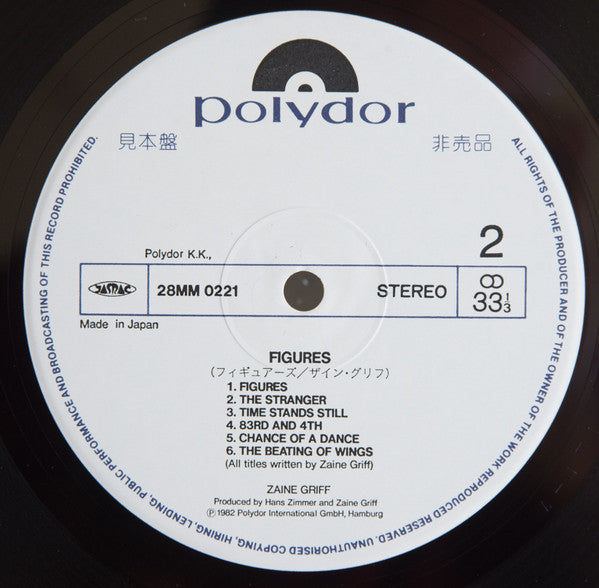 polydor
見本盤
非売品
2
Polydor K.K.,
JASRAC
28MM 0221
STEREO
33 1/3
Made in Japan
FIGURES
(フィギュアーズ/ザイン・グリフ)
1. FIGURES
2. THE STRANGER
3. TIME STANDS STILL
4. 83RD AND 4TH
5. CHANCE OF A DANCE
6. THE BEATING OF WINGS
(All titles written by Zaine Griff)
ZAINE GRIFF
Produced by Hans Zimmer and Zaine Griff
Ⓟ1982 Polydor International GmbH, Hamburg
ALL RIGHTS OF THE PRODUCER AND OF THE OWNER OF THE WORK REPRODUCED RESERVED. UNAUTHORISED COPYING, HIRING, LENDING, PUBLIC PERFORMANCE AND BROADCASTING OF THIS RECORD PROHIBITED.